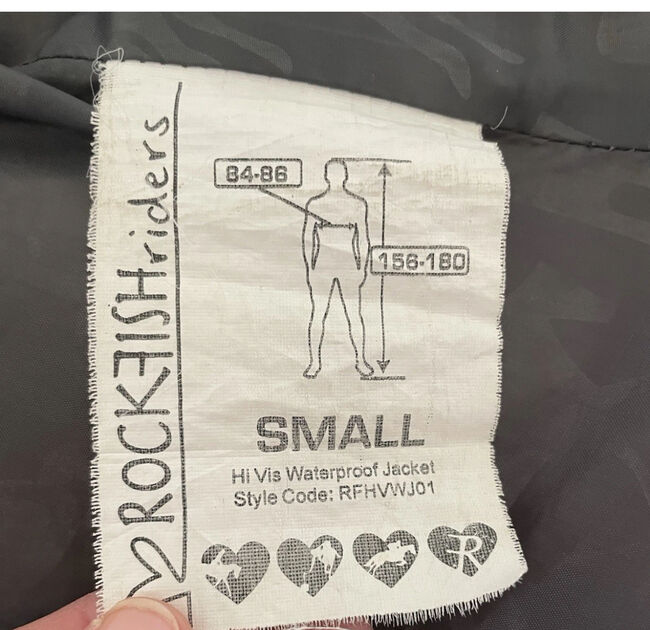 ROCKFISHriders
84-86
156-180
SMALL
Hi Vis Waterproof Jacket
Style Code: RFHVWJ01
R